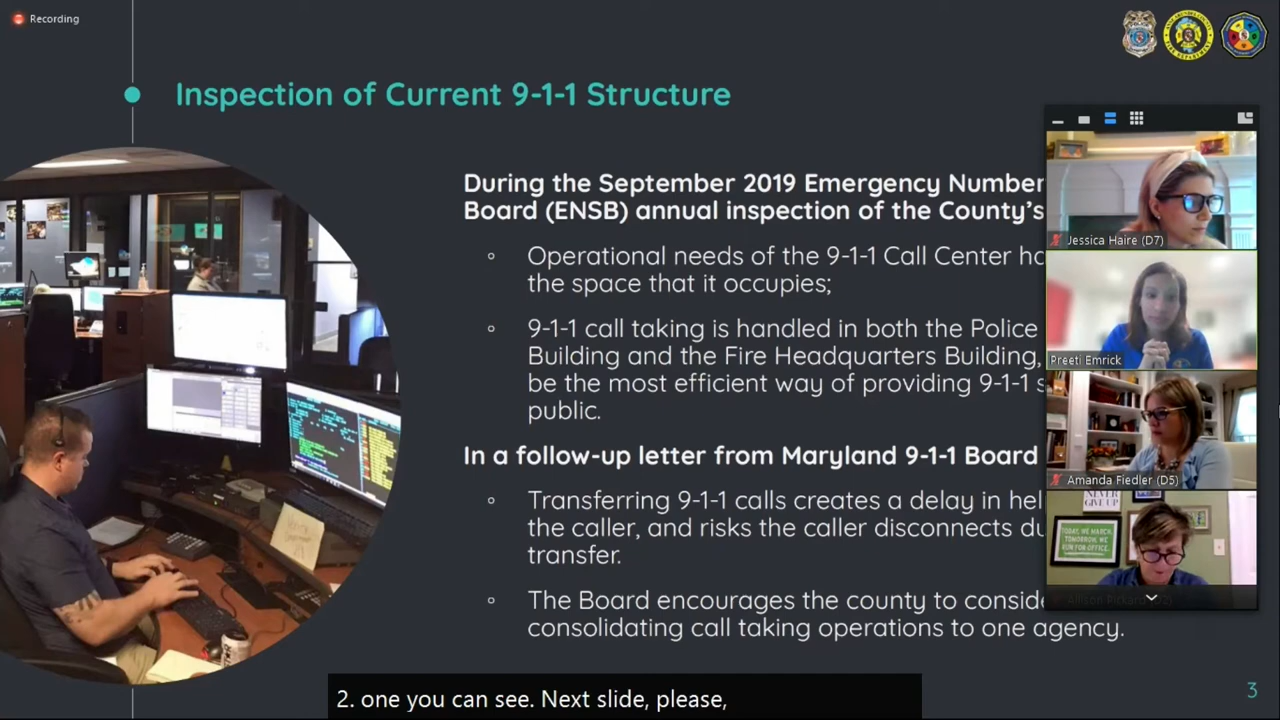 Recording
Inspection of Current 9-1-1 Structure
During the September 2019 Emergency Number
Board (ENSB) annual inspection of the County's
Operational needs of the 9-1-1 Call Center
the space that it occupies;
9-1-1 call taking is handled in both the Police
Building and the Fire Headquarters Building,
be the most efficient way of providing 9-1-1
public.
In a follow-up letter from Maryland 9-1-1 Board
Transferring 9-1-1 calls creates a delay in
the caller, and risks the caller disconnects
transfer.
The Board encourages the county to
consolidating call taking operations to one agency.
Jessica Haire (D7)
Preeti Emrick
Amanda Fiedler (D5)
NEVER
GIVE UP
TODAY, WE MARCH,
TOMORROW, WE
RUN FOR OFFICE.
Allison Pickard (D2)
2. one you can see. Next slide, please,
3